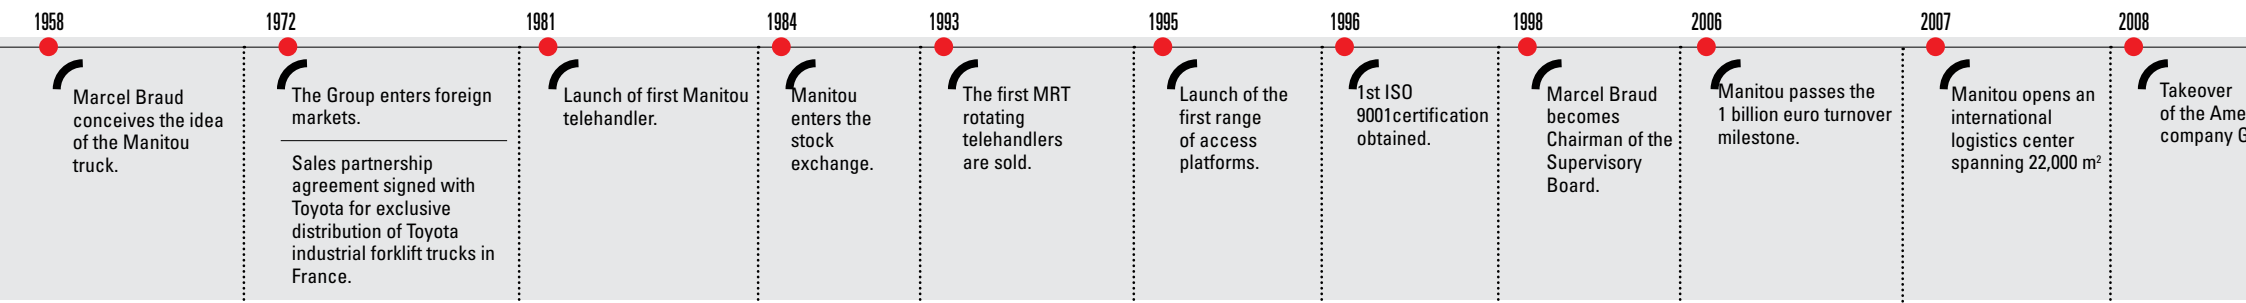 1958
Marcel Braud
conceives the idea
of the Manitou
truck.
1972
The Group enters foreign
markets.
Sales partnership
agreement signed with
Toyota for exclusive
distribution of Toyota
industrial forklift trucks in
France.
1981
Launch of first Manitou
telehandler.
1984
Manitou
enters the
stock
exchange.
1993
The first MRT
rotating
telehandlers
are sold.
1995
Launch of the
first range
of access
platforms.
1996
1st ISO
9001certification
obtained.
1998
Marcel Braud
becomes
Chairman of the
Supervisory
Board.
2006
Manitou passes the
1 billion euro turnover
milestone.
2007
Manitou opens an
international
logistics center
spanning 22,000 m²
2008
Takeover
of the Ame
company G